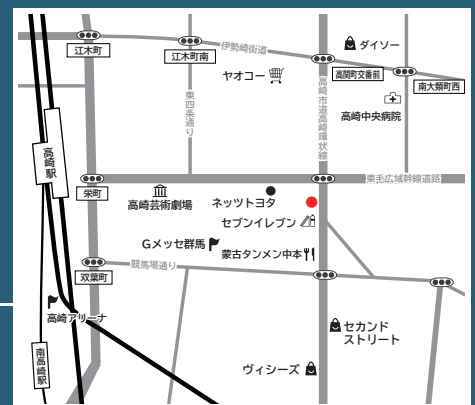 江木町
江木町南
伊勢崎街道
ダイソー
ヤオコー
高関町交番前
南大類町西
高崎中央病院
東四条通り
高崎市道高崎環状線
高崎駅
栄町
東毛広域幹線道路
高崎芸術劇場
ネッツトヨタ
セブンイレブン
Gメッセ群馬
蒙古タンメン中本
競馬場通り
双葉町
高崎アリーナ
セカンド
ストリート
南高崎駅
ヴィシーズ